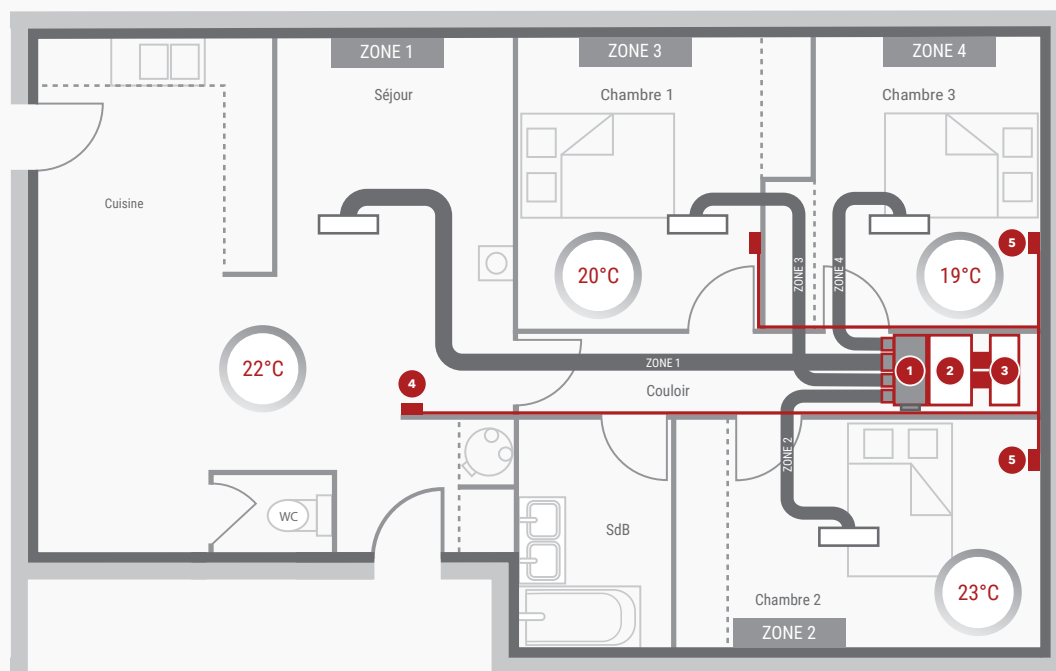 ZONE 1
ZONE 3
ZONE 4
Séjour
Chambre 1
Chambre 3
Cuisine
5
20°C
19°C
ZONE 3
ZONE 4
22°C
ZONE 1
1
2
3
4
Couloir
ZONE 2
5
WC
SdB
23°C
Chambre 2
ZONE 2